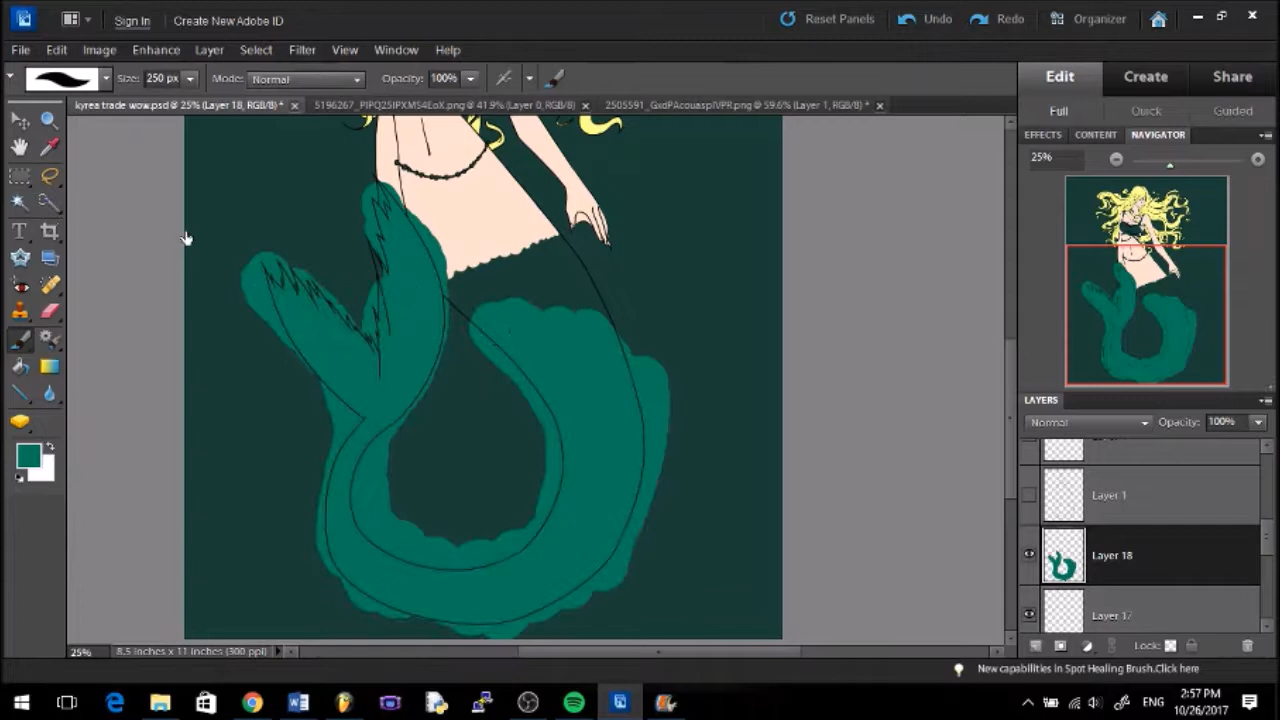 Sign In Create New Adobe ID Reset Panels Undo Redo Organizer
File Edit Image Enhance Layer Select Filter View Window Help
Size: 250 px Mode: Normal Opacity: 100% Edit Create Share
kyrea trade wow.psd @ 25% (Layer 18, RGB/8) * 5196267_PIPQ25IPXMS4EoX.png @ 41.9% (Layer 0, RGB/8) 2505591_GxdPAcouaspIVPR.png @ 59.6% (Layer 1, RGB/8) *
Full Quick Guided
EFFECTS CONTENT NAVIGATOR
25%
LAYERS
Normal Opacity: 100%
Layer 1
Layer 18
Layer 17
Lock:
25% 8.5 inches x 11 inches (300 ppi)
New capabilities in Spot Healing Brush.Click here
ENG 2:57 PM
10/26/2017